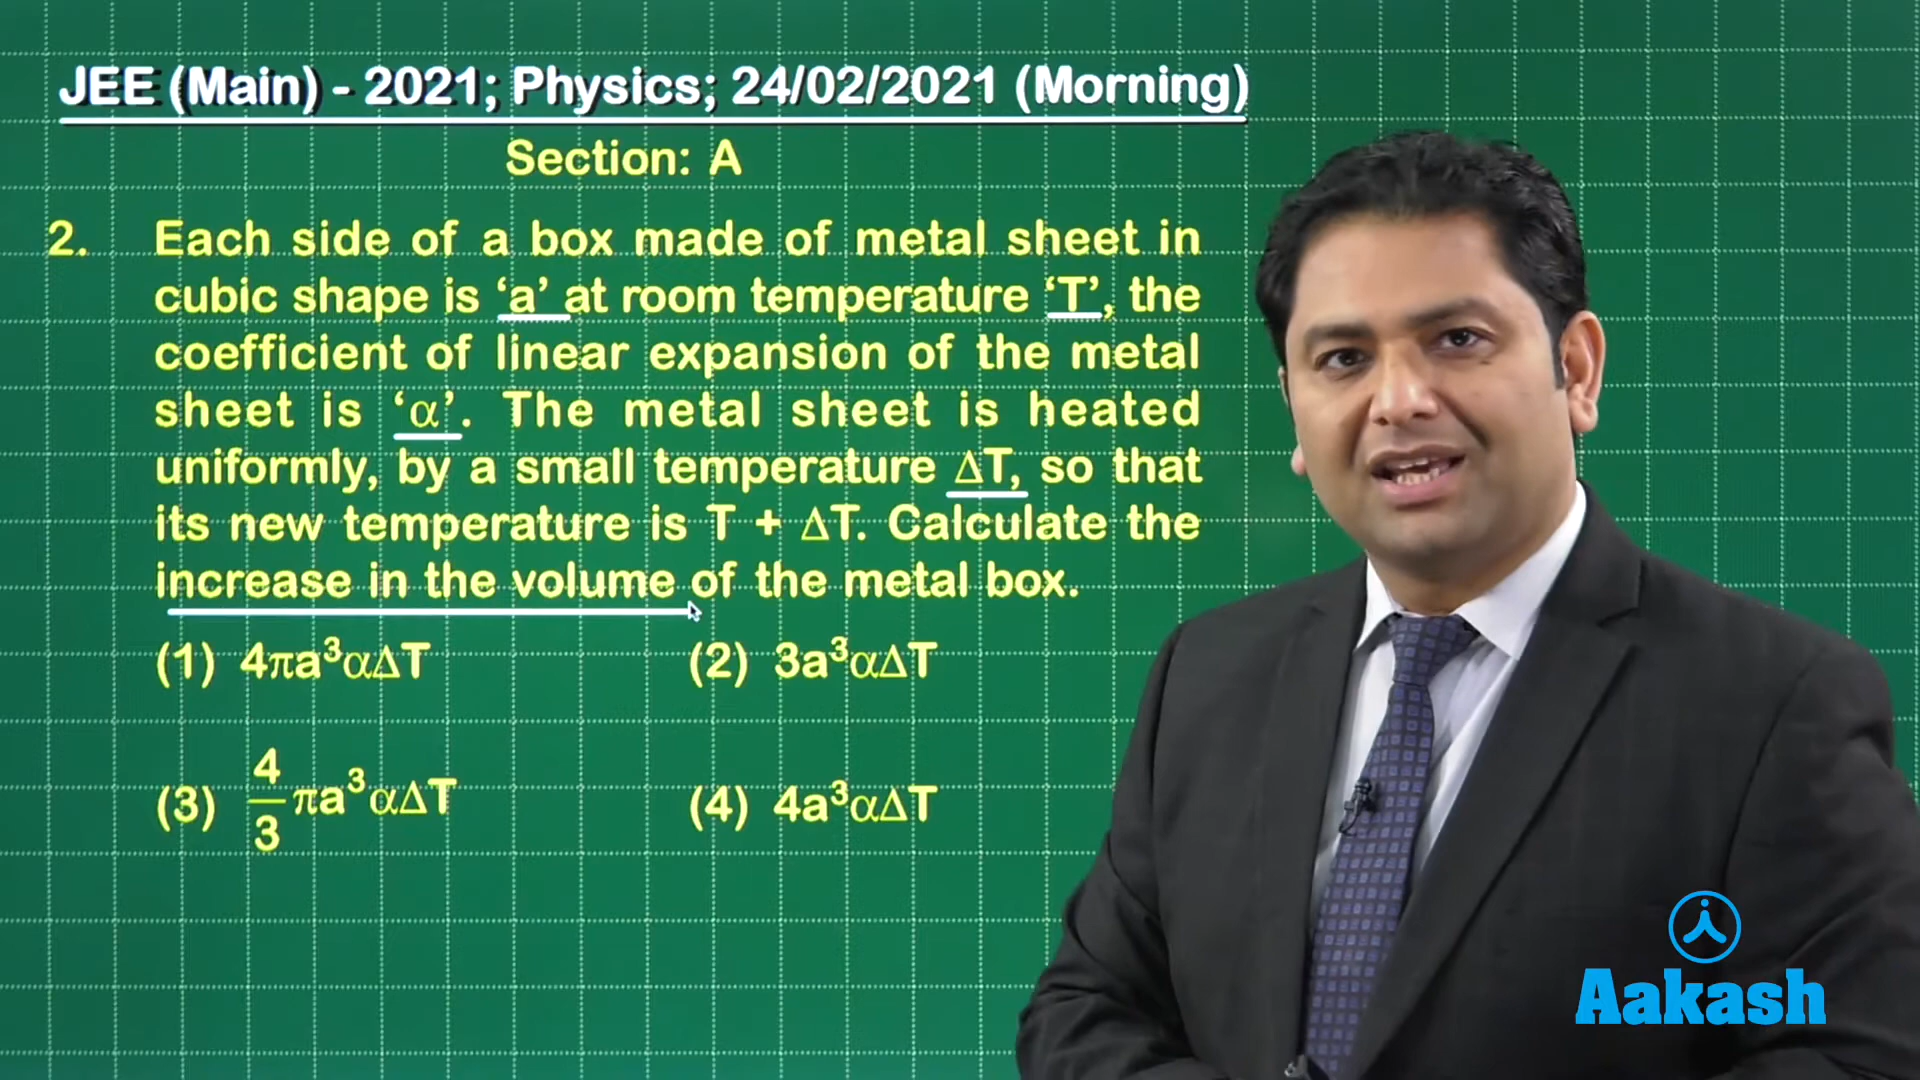 JEE (Main) - 2021; Physics; 24/02/2021 (Morning)
Section: A
2. Each side of a box made of metal sheet in
cubic shape is ‘a’ at room temperature ‘T’, the
coefficient of linear expansion of the metal
sheet is ‘α’. The metal sheet is heated
uniformly, by a small temperature ΔT, so that
its new temperature is T + ΔT. Calculate the
increase in the volume of the metal box.
(1) 4πa³αΔT (2) 3a³αΔT
(3) 4/3 πa³αΔT (4) 4a³αΔT
Aakash